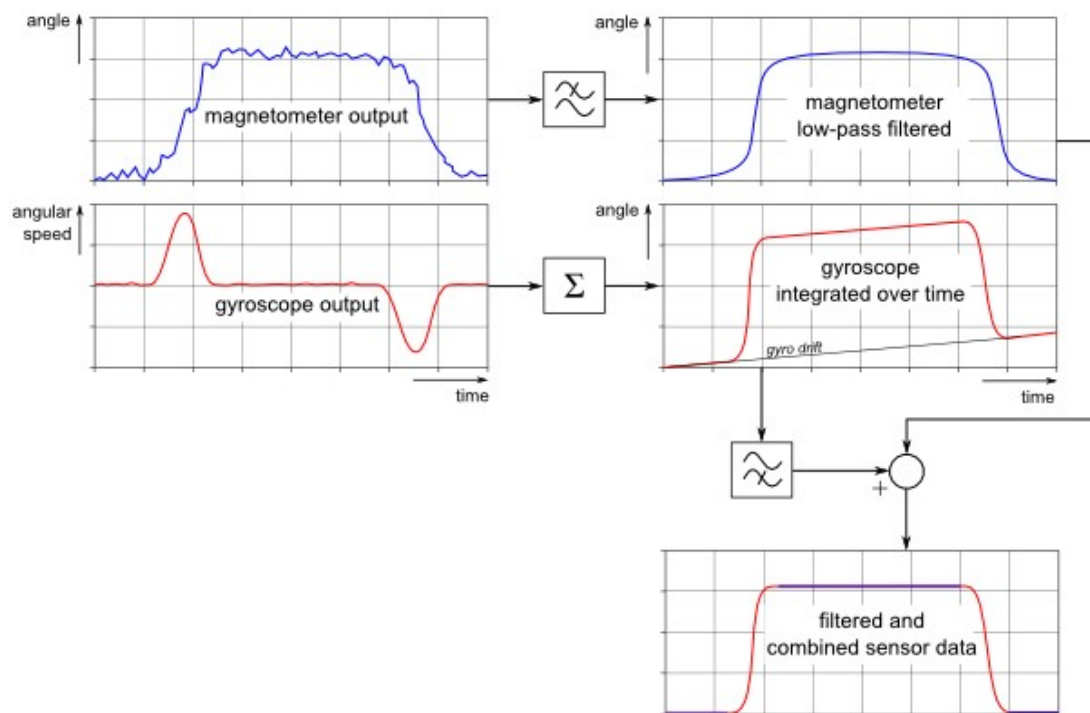 angle
magnetometer output
angle
magnetometer
low-pass filtered
angular
speed
gyroscope output
time
Σ
angle
gyroscope
integrated over time
gyro drift
time
+
filtered and
combined sensor data